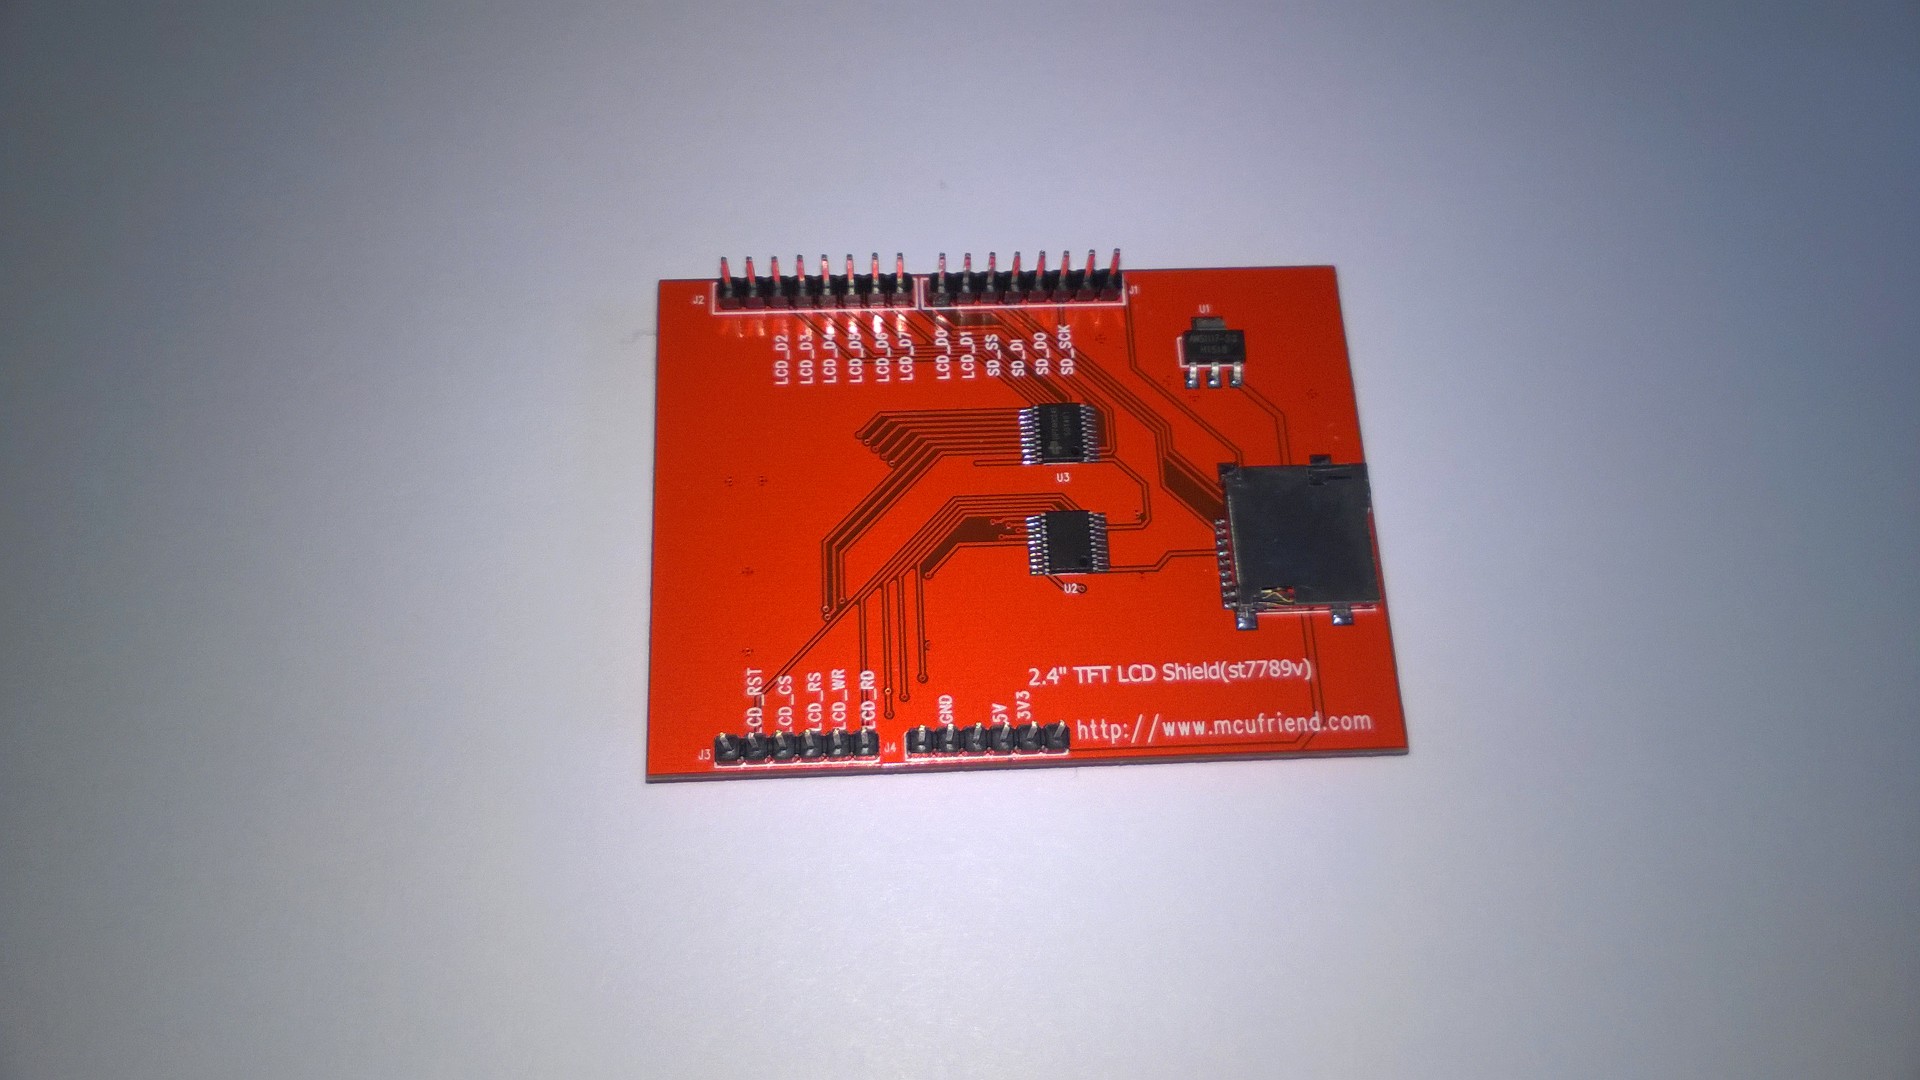 J2
J1
U1
LCD_D2
LCD_D3
LCD_D4
LCD_D5
LCD_D6
LCD_D7
LCD_D0
LCD_D1
SD_SS
SD_DI
SD_DO
SD_SCK
U3
U2
2.4" TFT LCD Shield(st7789v)
http://www.mcufriend.com
J3
LCD_RST
LCD_CS
LCD_RS
LCD_WR
LCD_RD
J4
GND
5V
3V3